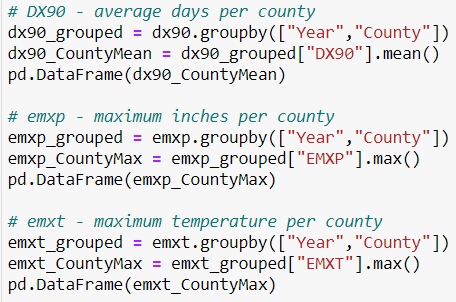 # DX90 - average days per county
dx90_grouped = dx90.groupby(["Year","County"])
dx90_CountyMean = dx90_grouped["DX90"].mean()
pd.DataFrame(dx90_CountyMean)
# emxp - maximum inches per county
emxp_grouped = emxp.groupby(["Year","County"])
emxp_CountyMax = emxp_grouped["EMXP"].max()
pd.DataFrame(emxp_CountyMax)
# emxt - maximum temperature per county
emxt_grouped = emxt.groupby(["Year","County"])
emxt_CountyMax = emxt_grouped["EMXT"].max()
pd.DataFrame(emxt_CountyMax)